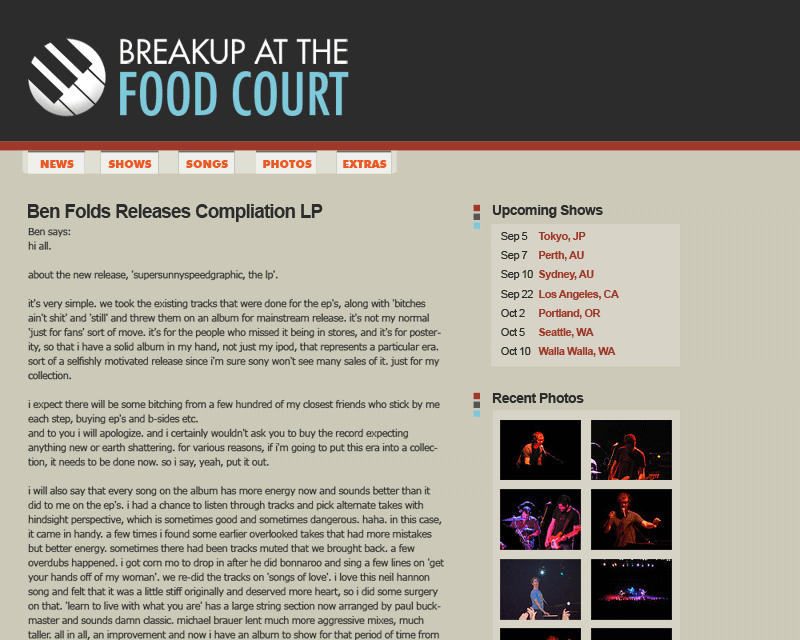 BREAKUP AT THE
FOOD COURT
NEWS SHOWS SONGS PHOTOS EXTRAS
Ben Folds Releases Compliation LP
Ben says:
hi all.
about the new release, 'supersunnyspeedgraphic, the lp'.
it's very simple. we took the existing tracks that were done for the ep's, along with 'bitches
ain't shit' and 'still' and threw them on an album for mainstream release. it's not my normal
'just for fans' sort of move. it's for the people who missed it being in stores, and it's for poster-
ity, so that i have a solid album in my hand, not just my ipod, that represents a particular era.
sort of a selfishly motivated release since i'm sure sony won't see many sales of it. just for my
collection.
i expect there will be some bitching from a few hundred of my closest friends who stick by me
each step, buying ep's and b-sides etc.
and to you i will apologize. and i certainly wouldn't ask you to buy the record expecting
anything new or earth shattering. for various reasons, if i'm going to put this era into a collec-
tion, it needs to be done now. so i say, yeah, put it out.
i will also say that every song on the album has more energy now and sounds better than it
did to me on the ep's. i had a chance to listen through tracks and pick alternate takes with
hindsight perspective, which is sometimes good and sometimes dangerous. haha. in this case,
it came in handy. a few times i found some earlier overlooked takes that had more mistakes
but better energy. sometimes there had been tracks muted that we brought back. a few
overdubs happened. i got corn mo to drop in after he did bonnaroo and sing a few lines on 'get
your hands off of my woman'. we re-did the tracks on 'songs of love'. i love this neil hannon
song and felt that it was a little stiff originally and deserved more heart, so i did some surgery
on that. 'learn to live with what you are' has a large string section now arranged by paul buck-
master and sounds damn classic. michael brauer lent much more aggressive mixes, much
taller. all in all, an improvement and now i have an album to show for that period of time from
Upcoming Shows
Sep 5 Tokyo, JP
Sep 7 Perth, AU
Sep 10 Sydney, AU
Sep 22 Los Angeles, CA
Oct 2 Portland, OR
Oct 5 Seattle, WA
Oct 10 Walla Walla, WA
Recent Photos